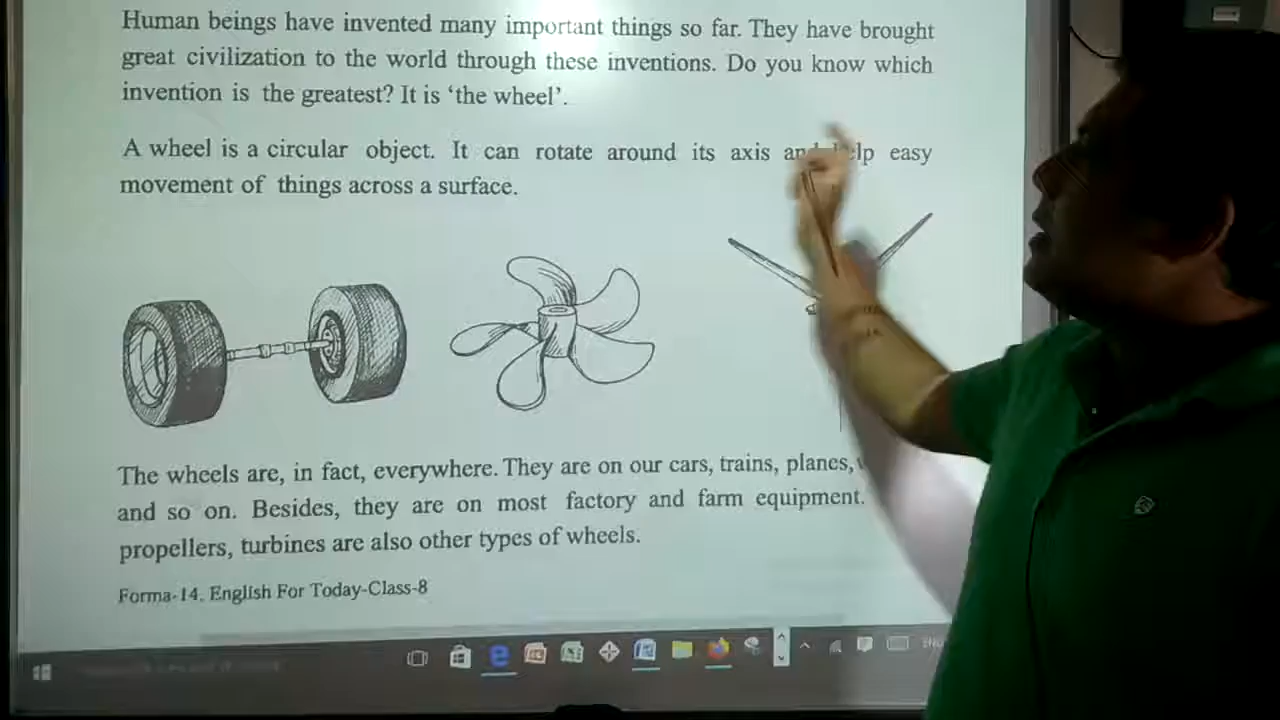 Human beings have invented many important things so far. They have brought
great civilization to the world through these inventions. Do you know which
invention is the greatest? It is ‘the wheel’.
A wheel is a circular object. It can rotate around its axis and help easy
movement of things across a surface.
The wheels are, in fact, everywhere. They are on our cars, trains, planes,
and so on. Besides, they are on most factory and farm equipment.
propellers, turbines are also other types of wheels.
Forma-14, English For Today-Class-8